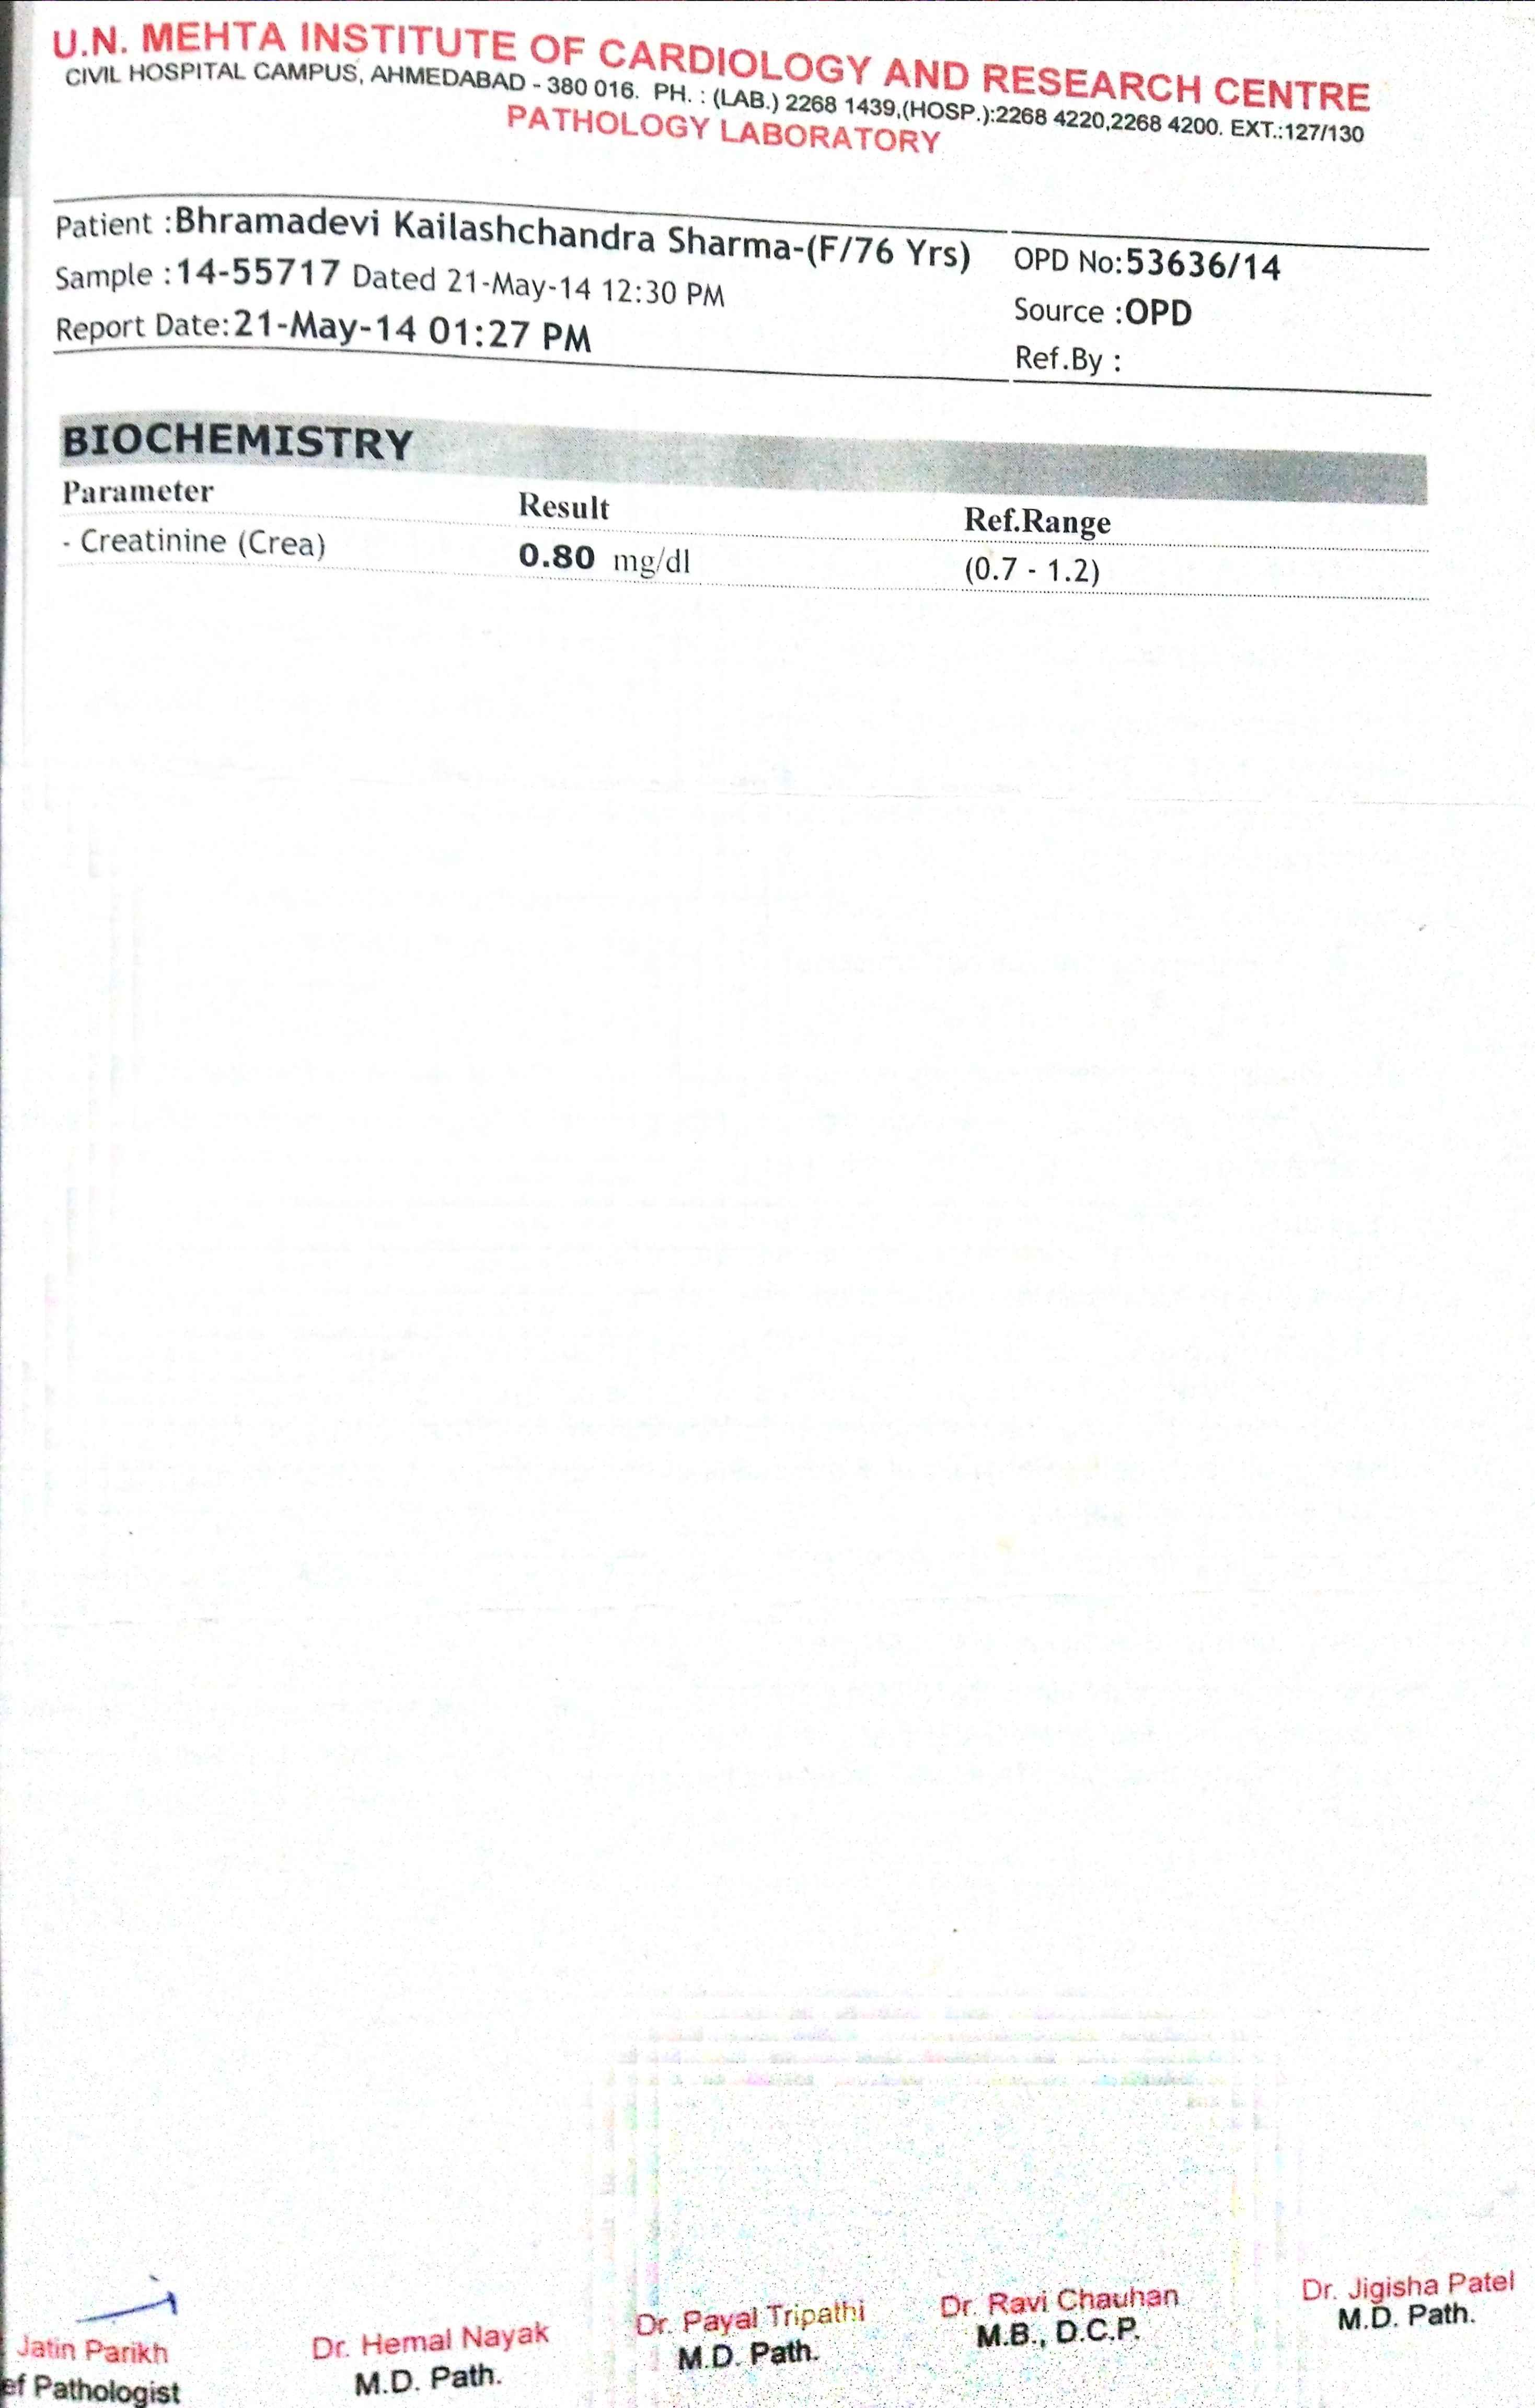 U.N. MEHTA INSTITUTE OF CARDIOLOGY AND RESEARCH CENTRE
CIVIL HOSPITAL CAMPUS, AHMEDABAD - 380 016. PH. : (LAB.) 2268 1439,(HOSP.):2268 4220,2268 4200. EXT.:127/130
PATHOLOGY LABORATORY
Patient :Bhramadevi Kailashchandra Sharma-(F/76 Yrs) OPD No:53636/14
Sample :14-55717 Dated 21-May-14 12:30 PM Source :OPD
Report Date:21-May-14 01:27 PM Ref.By :
BIOCHEMISTRY
Parameter Result Ref.Range
- Creatinine (Crea) 0.80 mg/dl (0.7 - 1.2)
Jatin Parikh Dr. Hemal Nayak Dr. Payal Tripathi Dr. Ravi Chauhan Dr. Jigisha Patel
ef Pathologist M.D. Path. M.D. Path. M.B., D.C.P. M.D. Path.